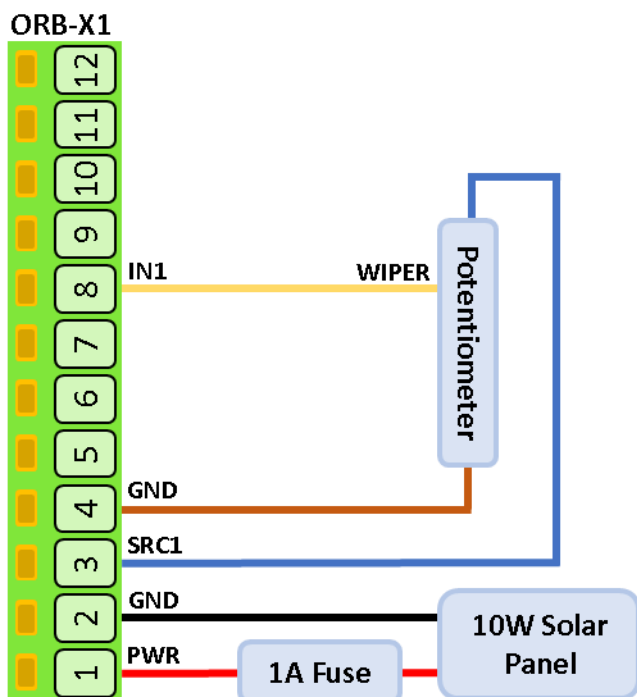 ORB-X1
12
11
10
9
8
IN1
WIPER
Potentiometer
7
6
5
4
GND
3
SRC1
2
GND
10W Solar
Panel
1
PWR
1A Fuse